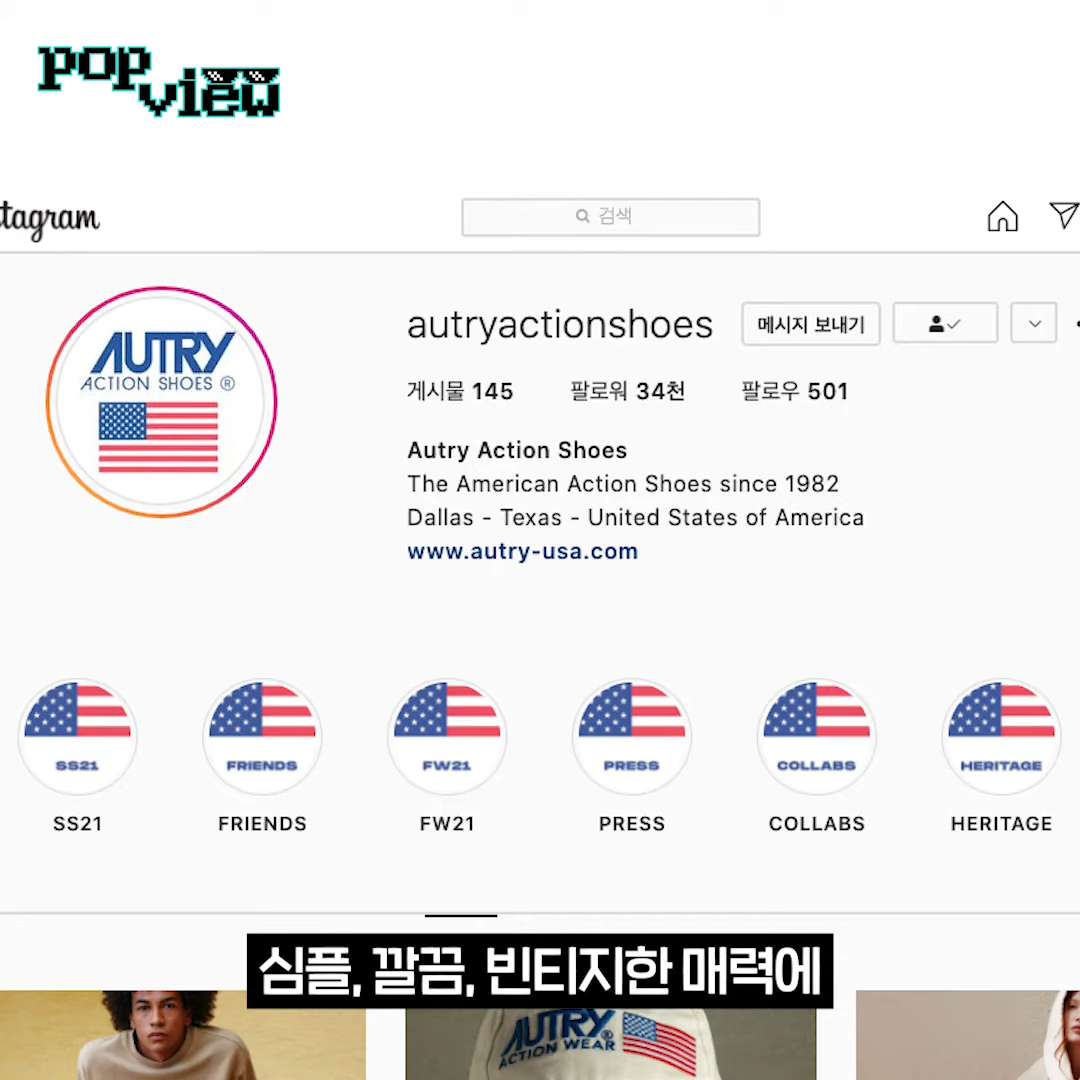 pop
view
tagram
검색
autryactionshoes
메시지 보내기
게시물 145 팔로워 34천 팔로우 501
AUTRY
ACTION SHOES ®
Autry Action Shoes
The American Action Shoes since 1982
Dallas - Texas - United States of America
www.autry-usa.com
SS21 FRIENDS FW21 PRESS COLLABS HERITAGE
SS21 FRIENDS FW21 PRESS COLLABS HERITAGE
심플, 깔끔, 빈티지한 매력에
AUTRY®
ACTION WEAR